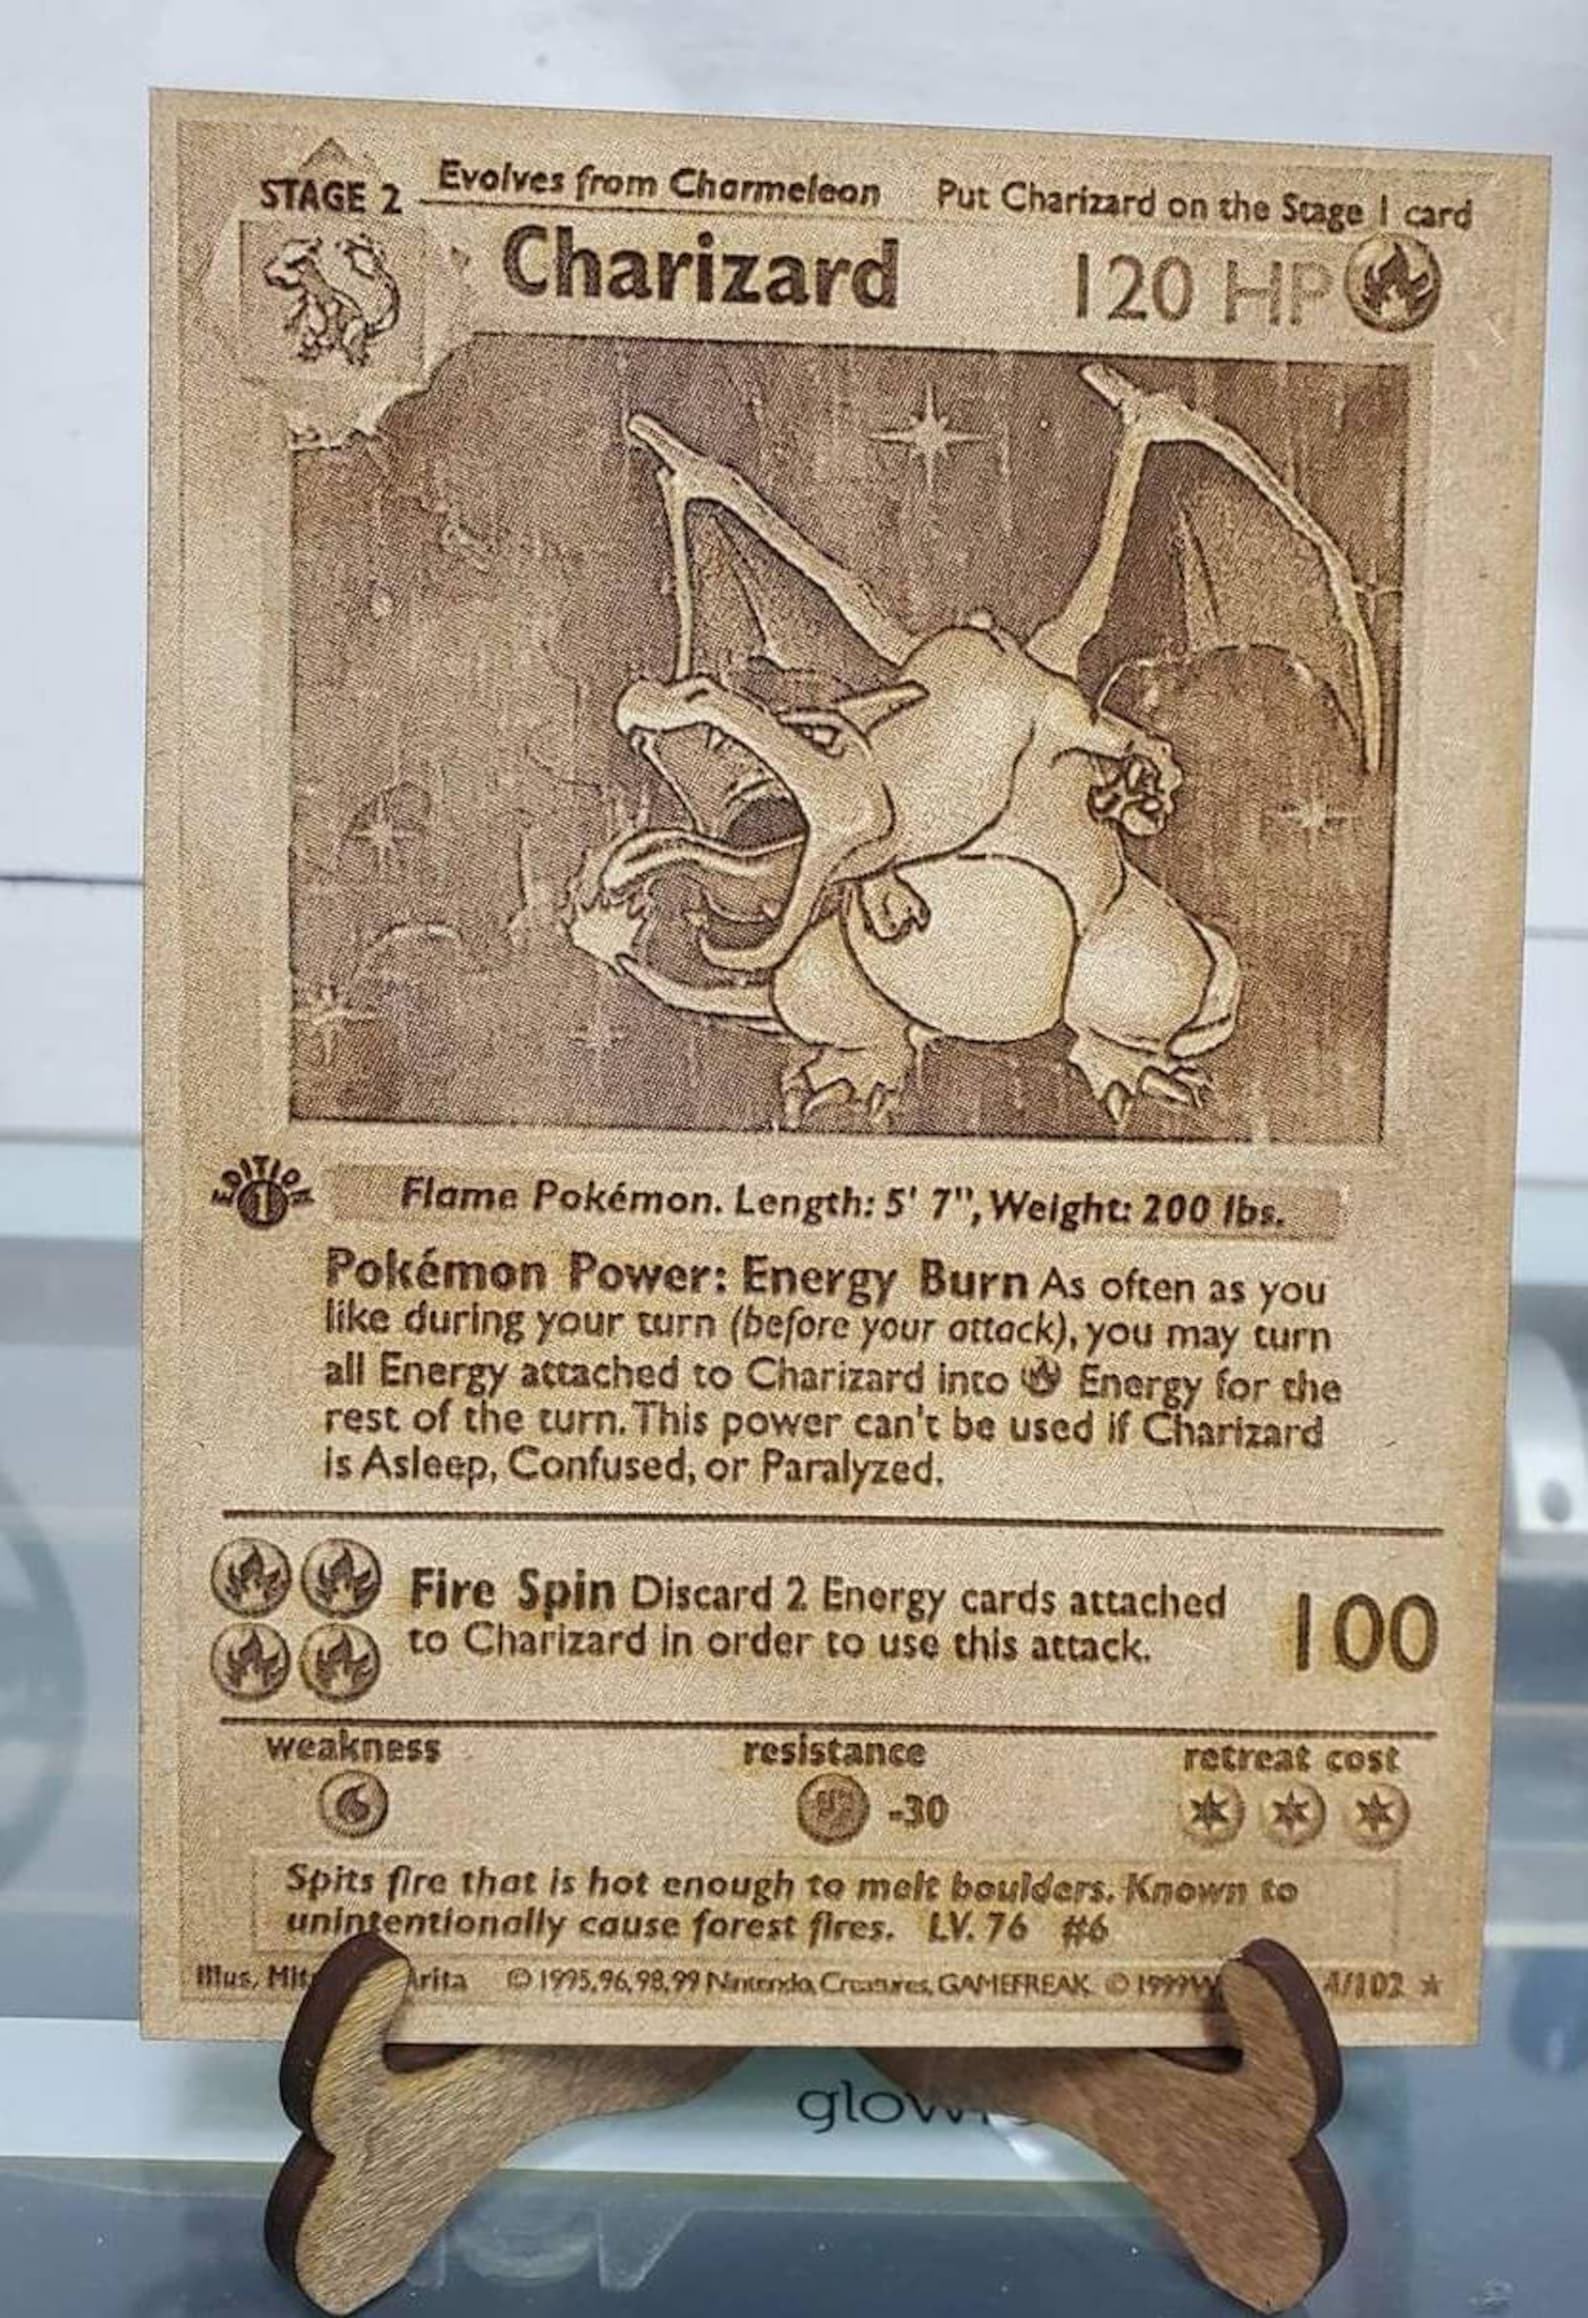 STAGE 2
Evolves from Charmeleon
Put Charizard on the Stage 1 card
Charizard
120 HP
EDITION
1
Flame Pokémon. Length: 5' 7", Weight: 200 lbs.
Pokémon Power: Energy Burn As often as you
like during your turn (before your attack), you may turn
all Energy attached to Charizard into Energy for the
rest of the turn. This power can't be used if Charizard
is Asleep, Confused, or Paralyzed.
Fire Spin Discard 2 Energy cards attached
to Charizard in order to use this attack.
100
weakness
resistance
retreat cost
-30
Spits fire that is hot enough to melt boulders. Known to
unintentionally cause forest fires. LV. 76 #6
Illus. © 1995, 96, 98, 99 Nintendo, Creatures, GAMEFREAK. © 1999 4/102